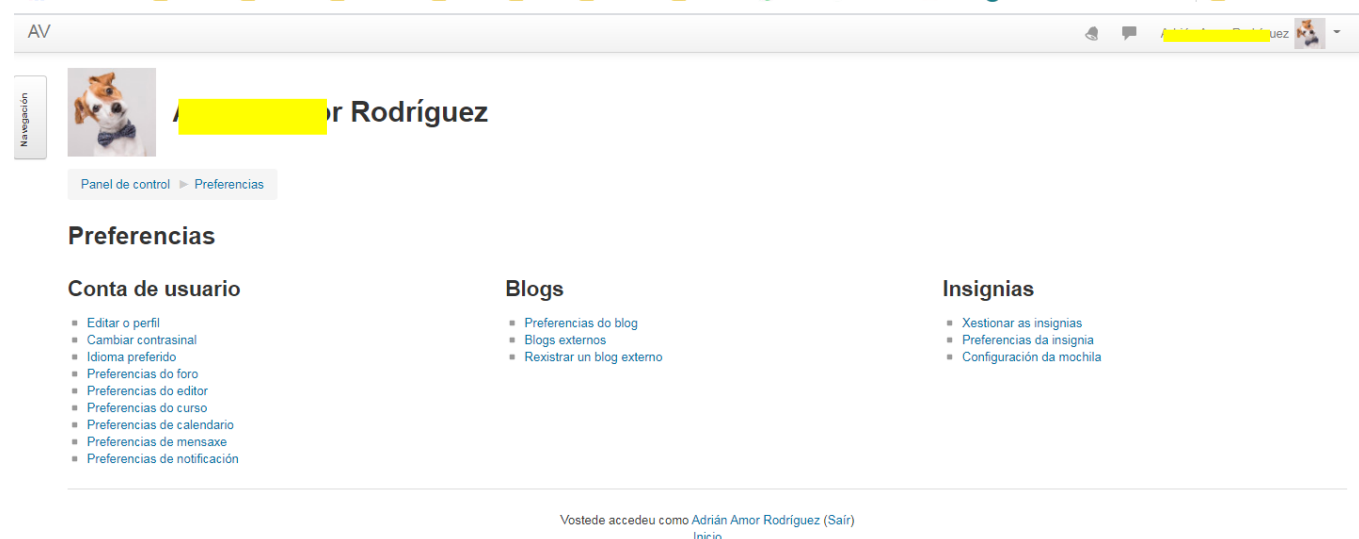 AV
uez
Navegación
r Rodríguez
Panel de control ► Preferencias
Preferencias
Conta de usuario
Editar o perfil
Cambiar contrasinal
Idioma preferido
Preferencias do foro
Preferencias do editor
Preferencias do curso
Preferencias de calendario
Preferencias de mensaxe
Preferencias de notificación
Blogs
Preferencias do blog
Blogs externos
Rexistrar un blog externo
Insignias
Xestionar as insignias
Preferencias da insignia
Configuración da mochila
Vostede accedeu como Adrián Amor Rodríguez (Saír)
Inicio